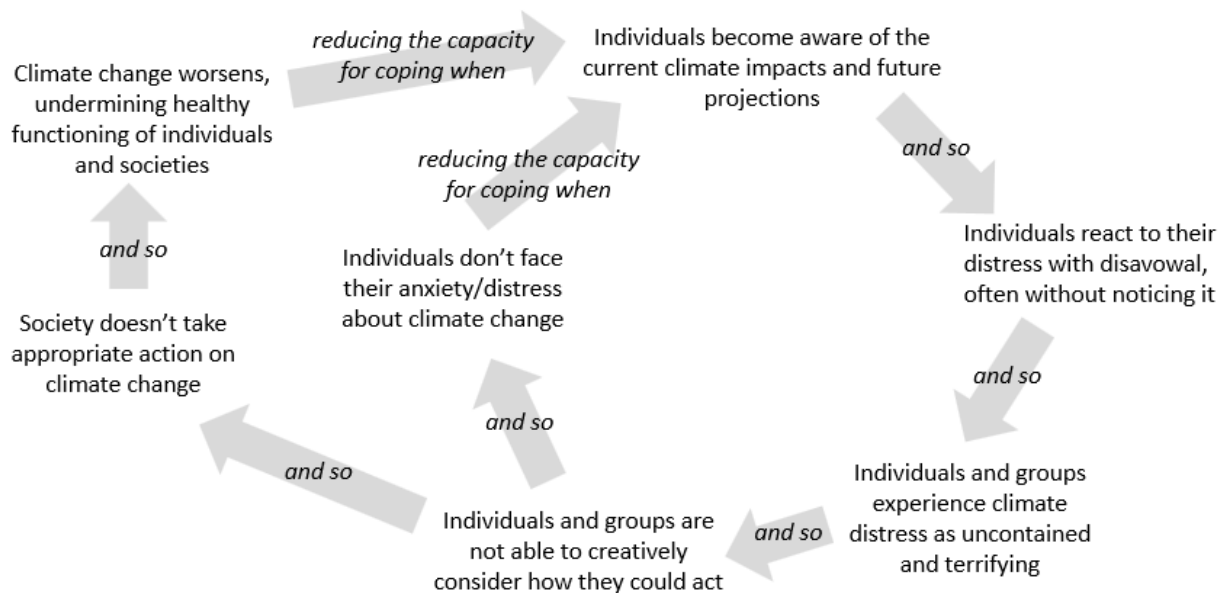 Climate change worsens,
undermining healthy
functioning of individuals
and societies
reducing the capacity
for coping when
Individuals become aware of the
current climate impacts and future
projections
and so
Individuals react to their
distress with disavowal,
often without noticing it
and so
Individuals and groups
experience climate
distress as uncontained
and terrifying
and so
Individuals and groups are
not able to creatively
consider how they could act
and so
Individuals don’t face
their anxiety/distress
about climate change
reducing the capacity
for coping when
and so
Society doesn’t take
appropriate action on
climate change
and so